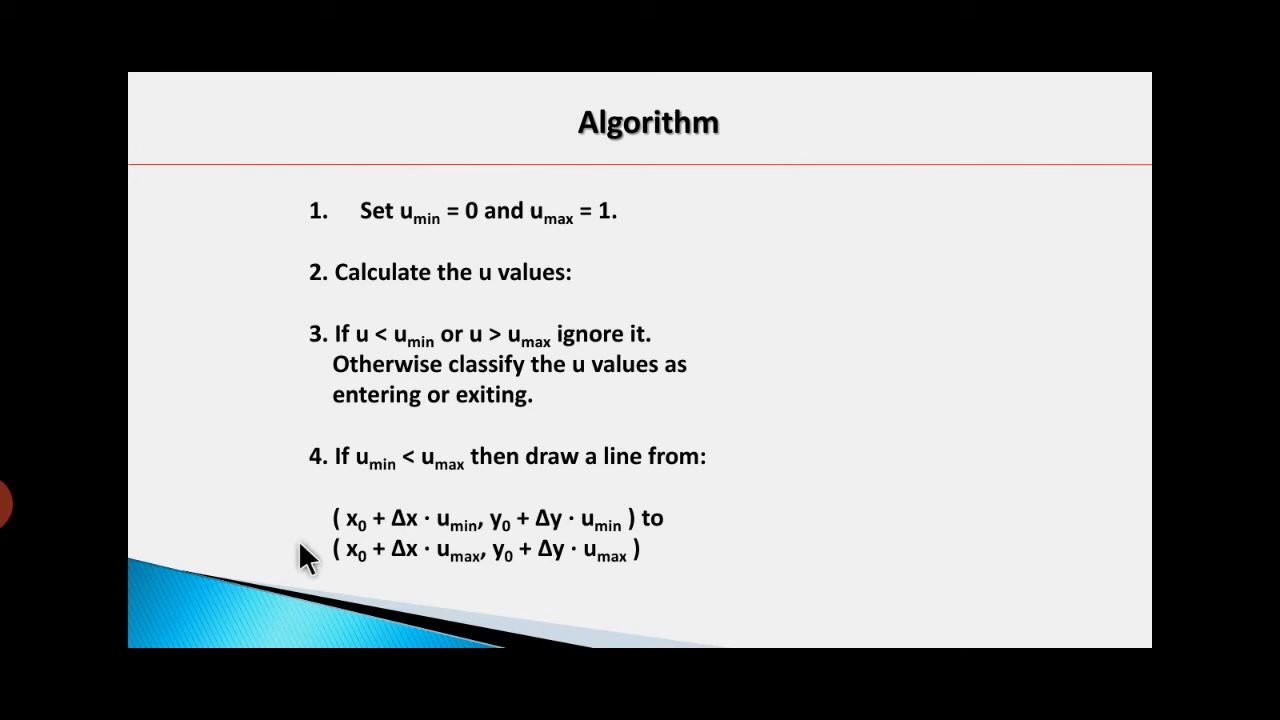 Algorithm
1. Set umin = 0 and umax = 1.
2. Calculate the u values:
3. If u < umin or u > umax ignore it.
Otherwise classify the u values as
entering or exiting.
4. If umin < umax then draw a line from:
( x0 + Δx · umin, y0 + Δy · umin ) to
( x0 + Δx · umax, y0 + Δy · umax )